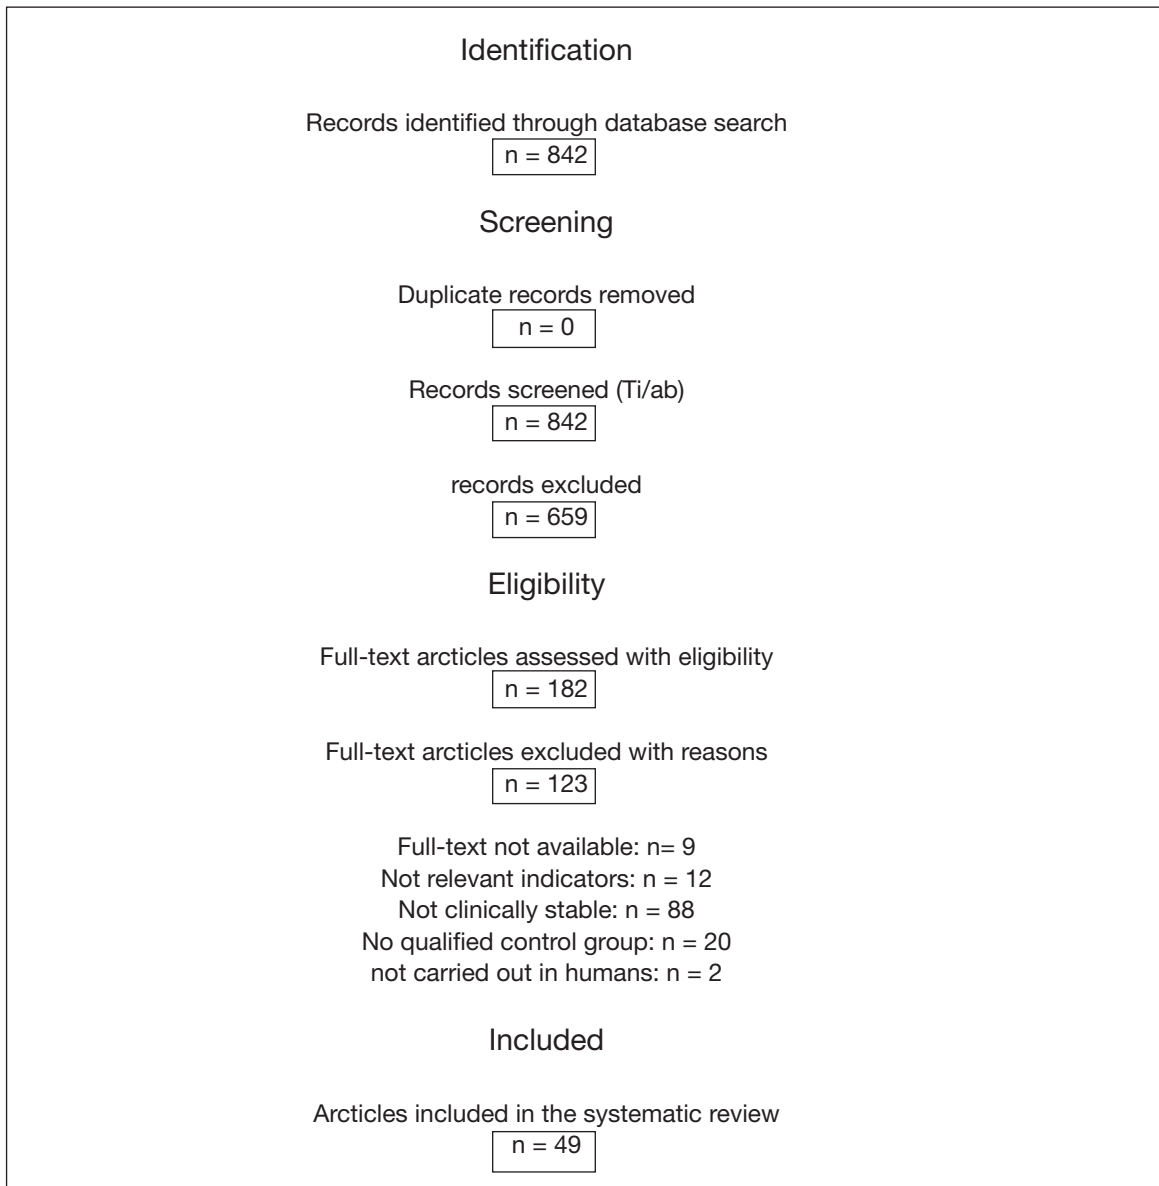 Identification
Records identified through database search
n = 842
Screening
Duplicate records removed
n = 0
Records screened (Ti/ab)
n = 842
records excluded
n = 659
Eligibility
Full-text arcticles assessed with eligibility
n = 182
Full-text arcticles excluded with reasons
n = 123
Full-text not available: n= 9
Not relevant indicators: n = 12
Not clinically stable: n = 88
No qualified control group: n = 20
not carried out in humans: n = 2
Included
Arcticles included in the systematic review
n = 49